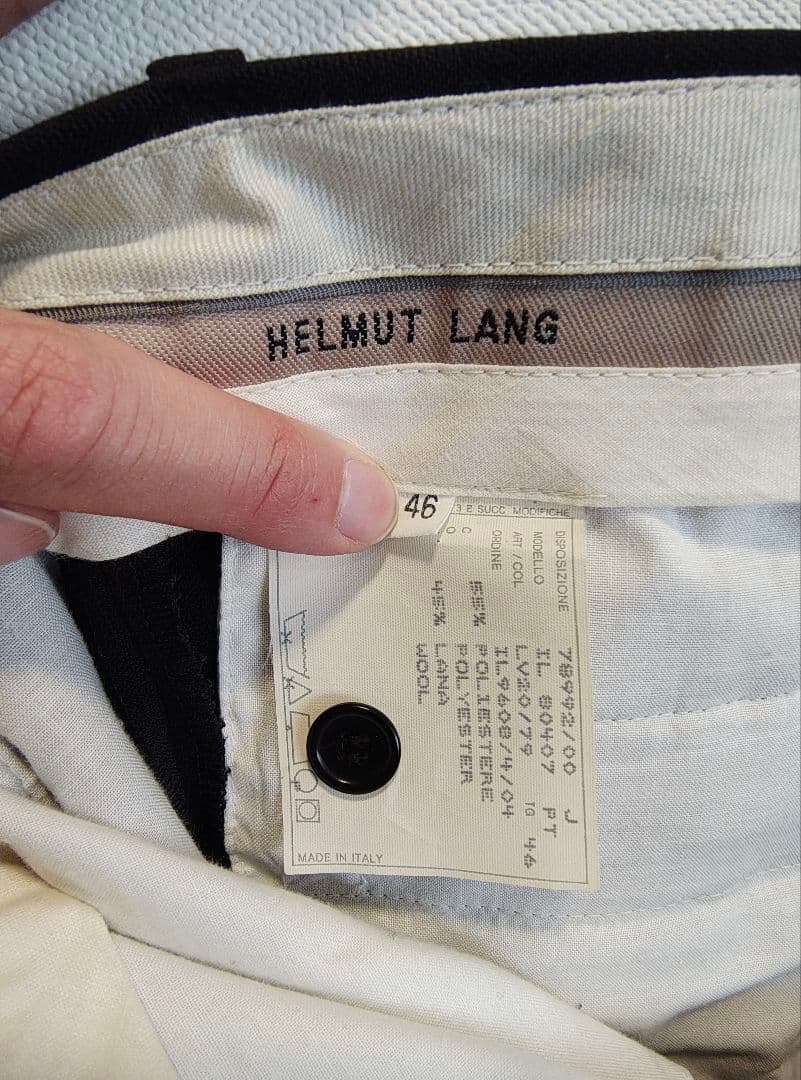 HELMUT LANG
46
3 E SUCC MODIFICHE
DISPOSIZIONE 78992/00 J
MODELLO IL 80407 PT
ART / COL LV20/79 TG 46
ORDINE IL9608/4/04
55% POLIESTERE
POLYESTER
45% LANA
WOOL
MADE IN ITALY